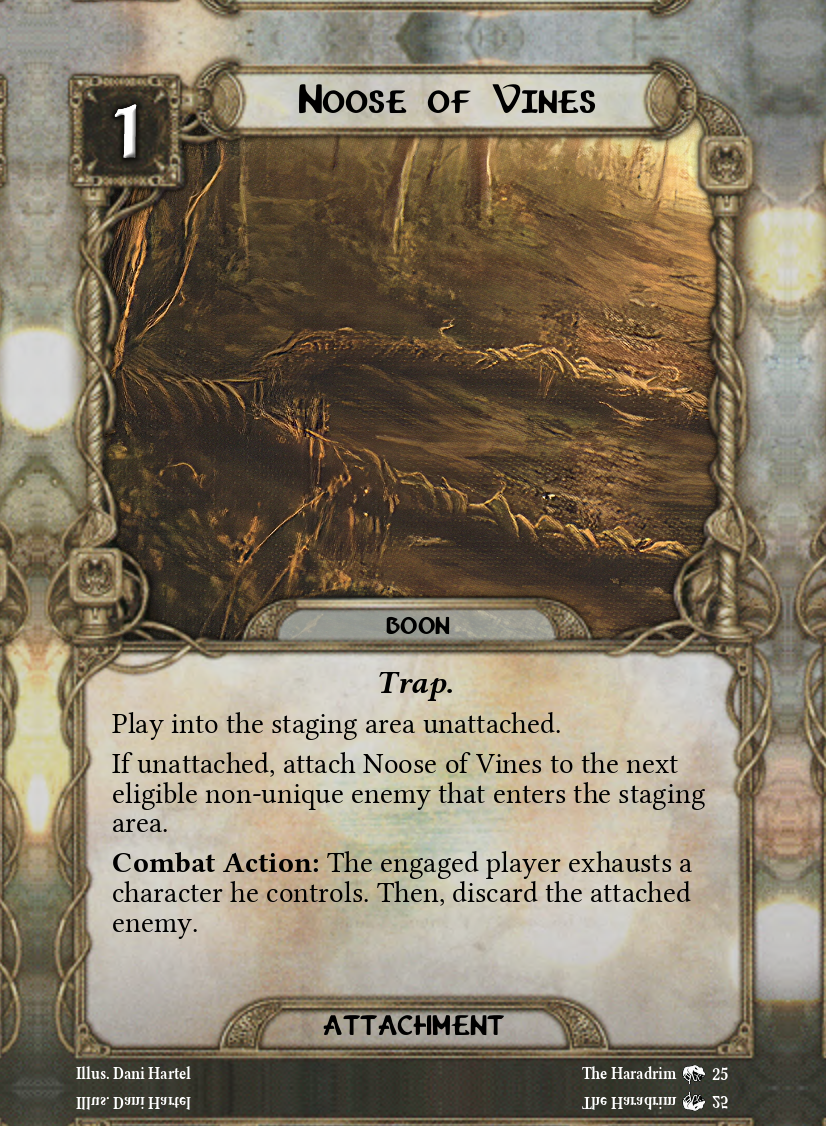 1
Noose of Vines
BOON
Trap.
Play into the staging area unattached.
If unattached, attach Noose of Vines to the next
eligible non-unique enemy that enters the staging
area.
Combat Action: The engaged player exhausts a
character he controls. Then, discard the attached
enemy.
ATTACHMENT
Illus. Dani Hartel
The Haradrim 25